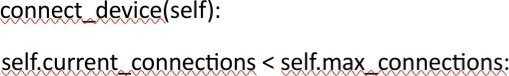 connect_device(self):
self.current_connections < self.max_connections: